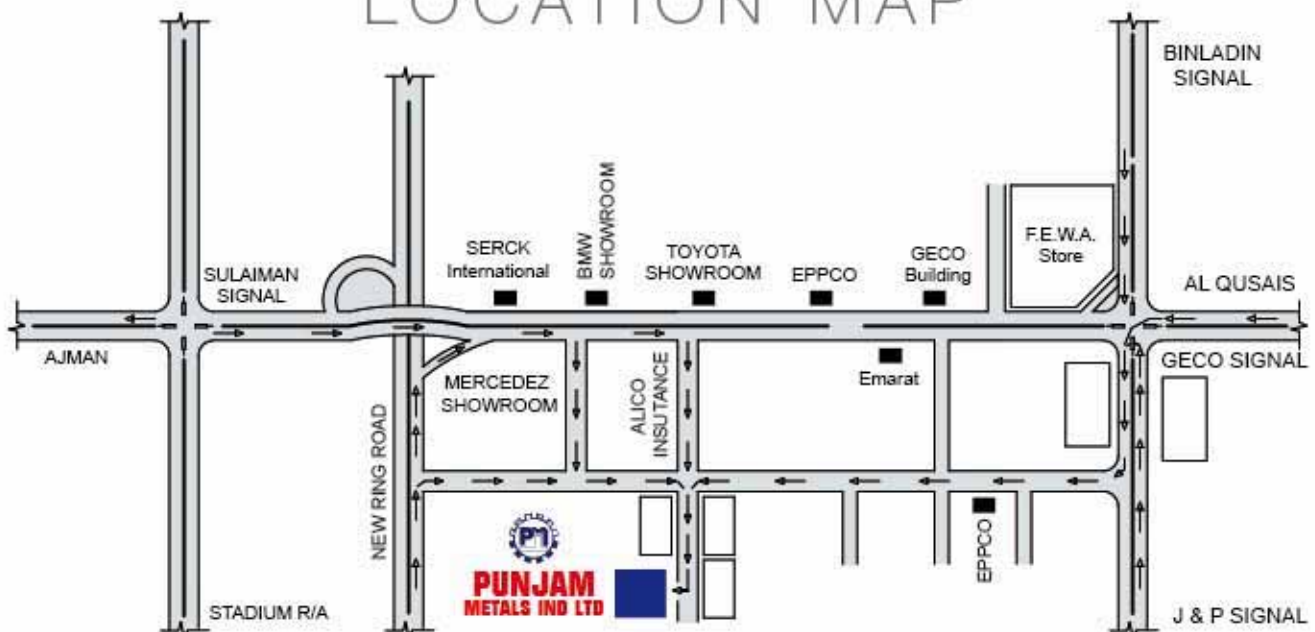 LOCATION MAP
BINLADIN
SIGNAL
SERCK
International
BMW
SHOWROOM
TOYOTA
SHOWROOM
EPPCO
GECO
Building
F.E.W.A.
Store
SULAIMAN
SIGNAL
AL QUSAIS
AJMAN
GECO SIGNAL
MERCEDEZ
SHOWROOM
ALICO
INSUTANCE
Emarat
NEW RING ROAD
PM
PUNJAM
METALS IND LTD
EPPCO
STADIUM R/A
J & P SIGNAL